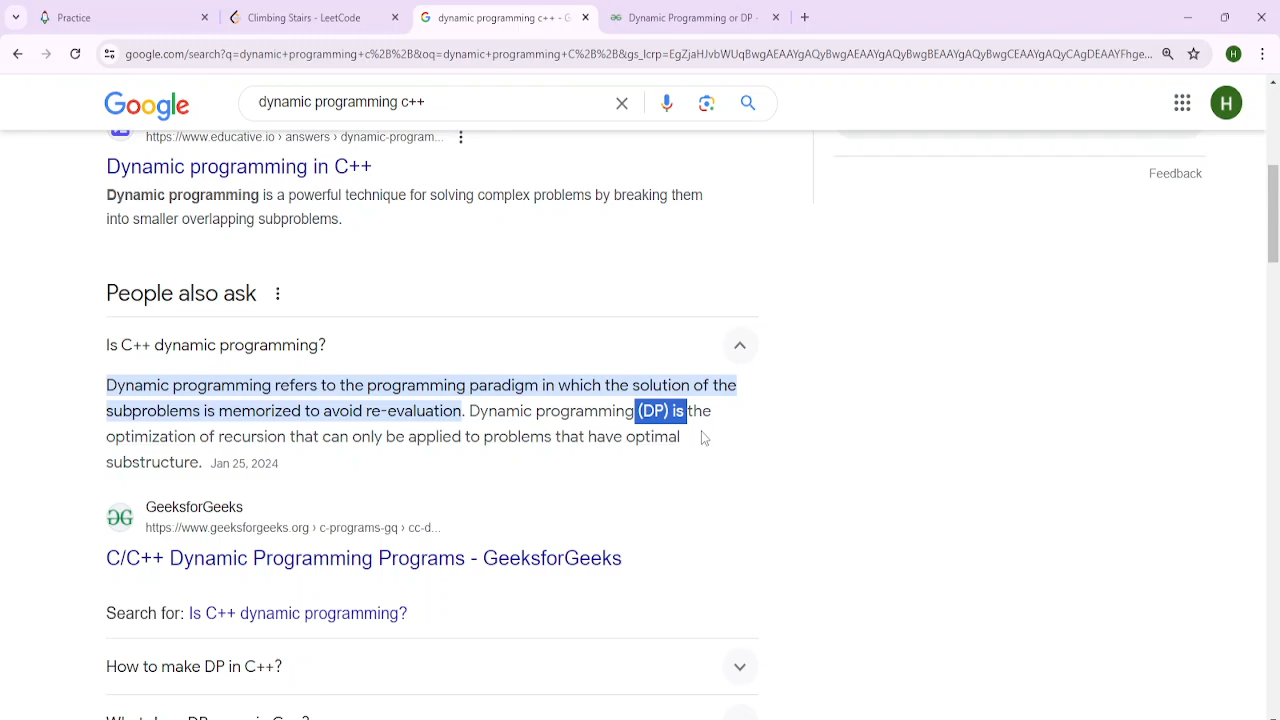 Practice
Climbing Stairs - LeetCode
dynamic programming c++ - G
Dynamic Programming or DP -
google.com/search?q=dynamic+programming+c%2B%2B&oq=dynamic+programming+C%2B%2B&gs_lcrp=EgZjaHJvbWUqBwgAEAAYgAQyBwgAEAAYgAQyBwgBEAAYgAQyBwgCEAAYgAQyCAgDEAAYFhge...
H
Google
dynamic programming c++
H
https://www.educative.io › answers › dynamic-program...
Dynamic programming in C++
Feedback
Dynamic programming is a powerful technique for solving complex problems by breaking them
into smaller overlapping subproblems.
People also ask
Is C++ dynamic programming?
Dynamic programming refers to the programming paradigm in which the solution of the
subproblems is memorized to avoid re-evaluation. Dynamic programming (DP) is the
optimization of recursion that can only be applied to problems that have optimal
substructure. Jan 25, 2024
GeeksforGeeks
https://www.geeksforgeeks.org › c-programs-gq › cc-d...
C/C++ Dynamic Programming Programs - GeeksforGeeks
Search for: Is C++ dynamic programming?
How to make DP in C++?